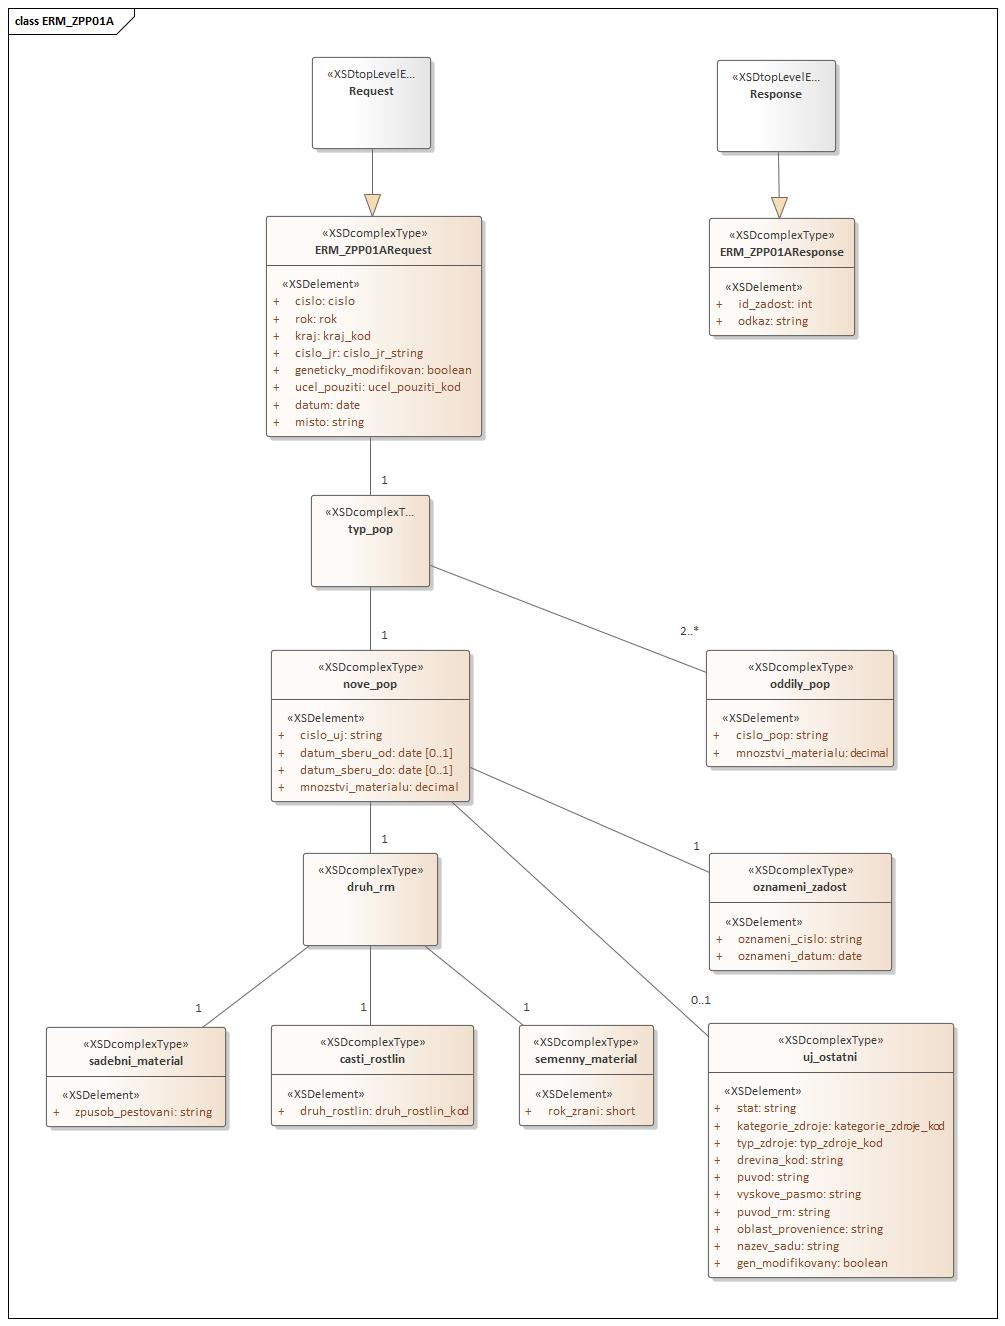 class ERM_ZPP01A
«XSDtopLevelE...
Request
«XSDtopLevelE...
Response
«XSDcomplexType»
ERM_ZPP01ARequest
«XSDelement»
+ cislo: cislo
+ rok: rok
+ kraj: kraj_kod
+ cislo_jr: cislo_jr_string
+ geneticky_modifikovan: boolean
+ ucel_pouziti: ucel_pouziti_kod
+ datum: date
+ misto: string
«XSDcomplexType»
ERM_ZPP01AResponse
«XSDelement»
+ id_zadost: int
+ odkaz: string
1
«XSDcomplexT...
typ_pop
1
2..*
«XSDcomplexType»
nove_pop
«XSDelement»
+ cislo_uj: string
+ datum_sberu_od: date [0..1]
+ datum_sberu_do: date [0..1]
+ mnozstvi_materialu: decimal
«XSDcomplexType»
oddily_pop
«XSDelement»
+ cislo_pop: string
+ mnozstvi_materialu: decimal
1
1
«XSDcomplexType»
druh_rm
«XSDcomplexType»
oznameni_zadost
«XSDelement»
+ oznameni_cislo: string
+ oznameni_datum: date
1
1
1
0..1
«XSDcomplexType»
sadebni_material
«XSDelement»
+ zpusob_pestovani: string
«XSDcomplexType»
casti_rostlin
«XSDelement»
+ druh_rostlin: druh_rostlin_kod
«XSDcomplexType»
semenny_material
«XSDelement»
+ rok_zrani: short
«XSDcomplexType»
uj_ostatni
«XSDelement»
+ stat: string
+ kategorie_zdroje: kategorie_zdroje_kod
+ typ_zdroje: typ_zdroje_kod
+ drevina_kod: string
+ puvod: string
+ vyskove_pasmo: string
+ puvod_rm: string
+ oblast_provenience: string
+ nazev_sadu: string
+ gen_modifikovany: boolean